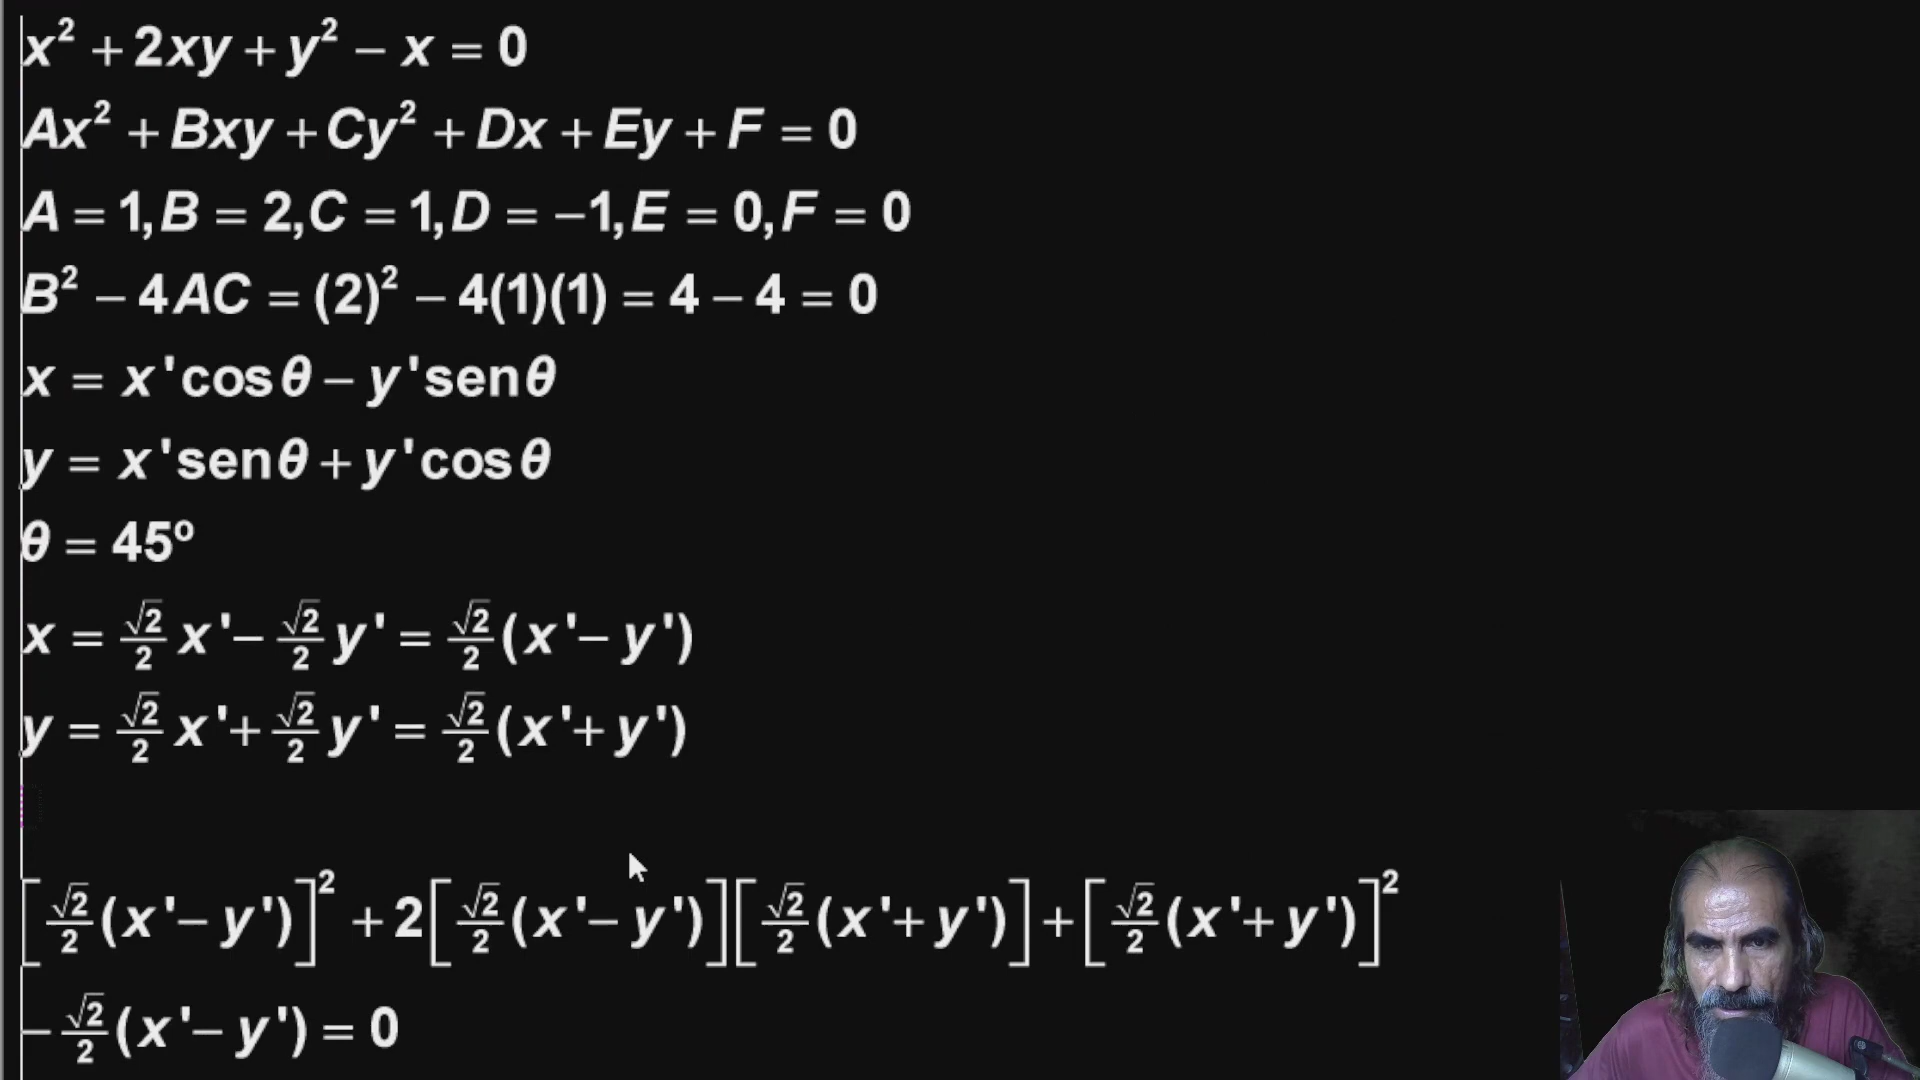 x² + 2xy + y² − x = 0
Ax² + Bxy + Cy² + Dx + Ey + F = 0
A = 1, B = 2, C = 1, D = −1, E = 0, F = 0
B² − 4AC = (2)² − 4(1)(1) = 4 − 4 = 0
x = x'cosθ − y'senθ
y = x'senθ + y'cosθ
θ = 45º
x = √2/2 x' − √2/2 y' = √2/2 (x' − y')
y = √2/2 x' + √2/2 y' = √2/2 (x' + y')
[√2/2 (x' − y')]² + 2[√2/2 (x' − y')][√2/2 (x' + y')] + [√2/2 (x' + y')]²
− √2/2 (x' − y') = 0